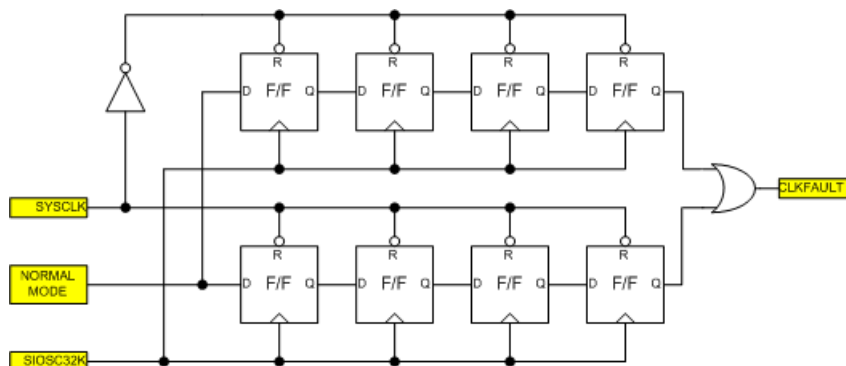 R R R R
D F/F Q D F/F Q D F/F Q D F/F Q
CLKFAULT
SYSCLK
R R R R
NORMAL
MODE
D F/F Q D F/F Q D F/F Q D F/F Q
SIOSC32K